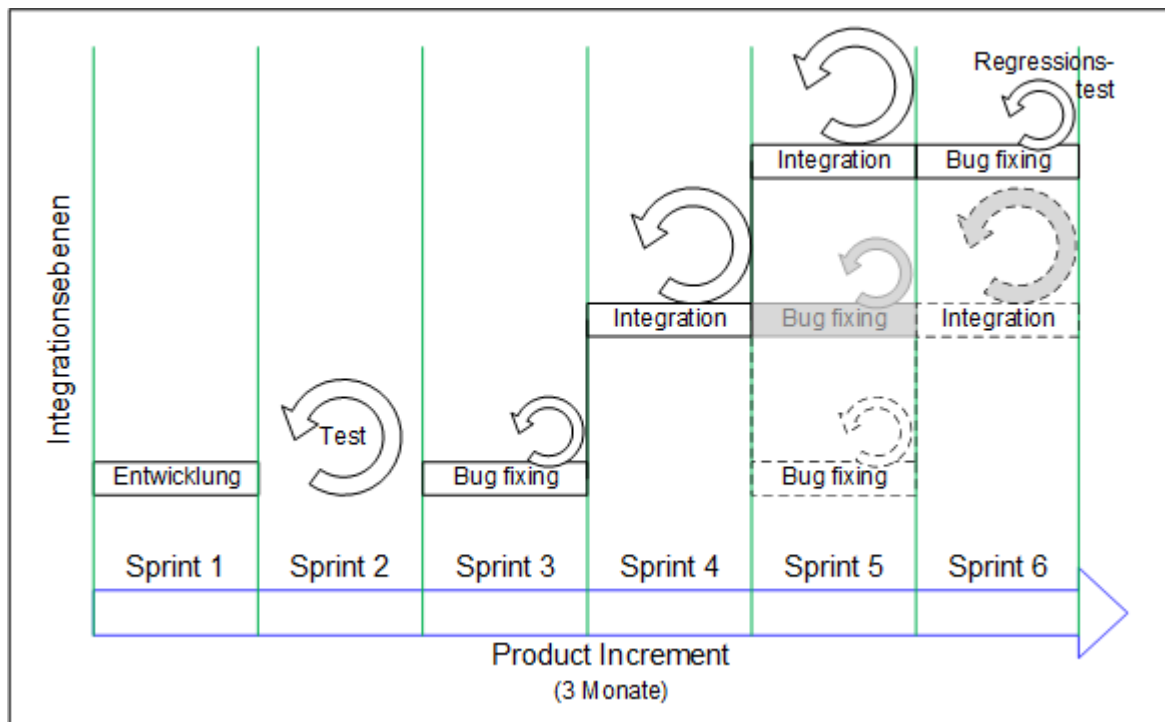 Regressions-
test
Integration
Bug fixing
Integrationsebenen
Integration
Bug fixing
Integration
Test
Entwicklung
Bug fixing
Bug fixing
Sprint 1
Sprint 2
Sprint 3
Sprint 4
Sprint 5
Sprint 6
Product Increment
(3 Monate)